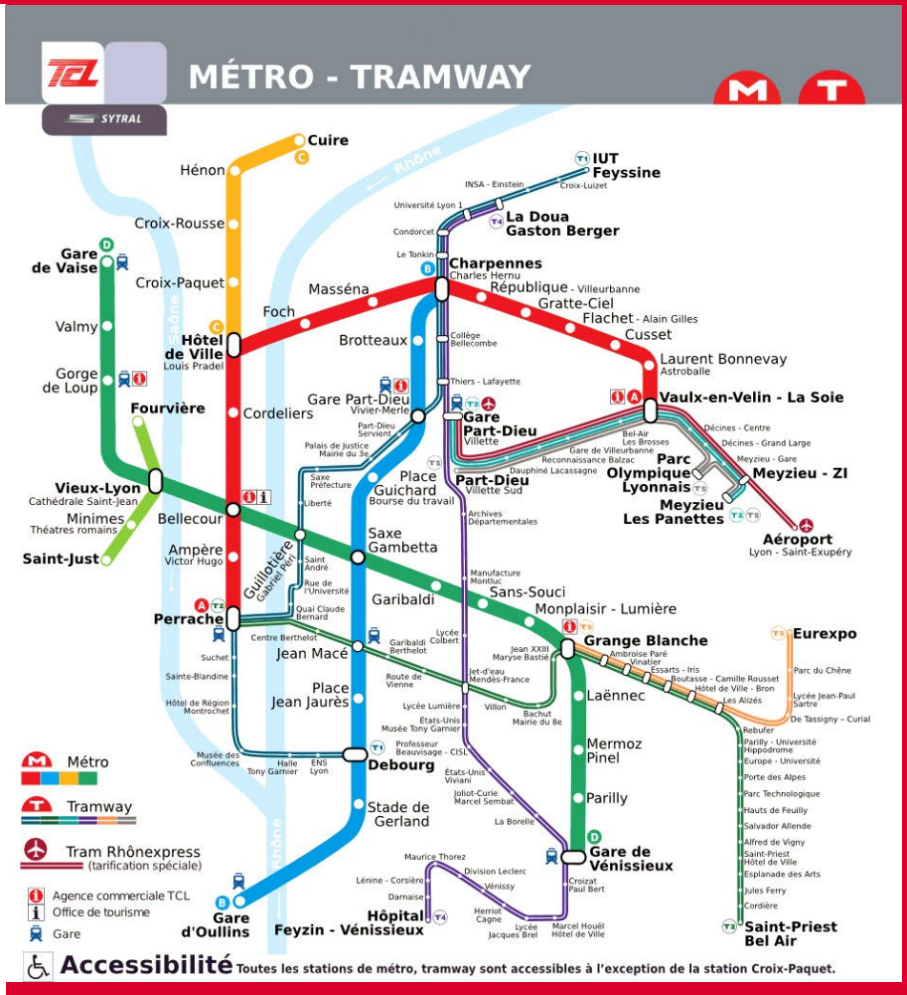 TCL
SYTRAL
MÉTRO - TRAMWAY
M
T
Cuire
C
Hénon
Rhône
T1
IUT
Feyssine
INSA - Einstein
Croix-Luizet
Université Lyon 1
T4
La Doua
Gaston Berger
Croix-Rousse
Condorcet
D
Gare
de Vaise
Le Tonkin
B
Charpennes
Charles Hernu
Croix-Paquet
Masséna
République - Villeurbanne
Gratte-Ciel
Saône
Foch
Flachet - Alain Gilles
Valmy
C
Hôtel
de Ville
Louis Pradel
Brotteaux
Collège
Bellecombe
Cusset
Laurent Bonnevay
Astroballe
Gorge
de Loup
i
Thiers - Lafayette
i
Gare Part-Dieu
Vivier-Merle
i
A
Vaulx-en-Velin - La Soie
Fourvière
Cordeliers
T3
Gare
Part-Dieu
Villette
Part-Dieu
Servient
Palais de Justice
Mairie du 3e
Bel-Air
Les Brosses
Décines - Centre
Décines - Grand Large
Gare de Villeurbanne
Reconnaissance Balzac
Dauphiné Lacassagne
Meyzieu - Gare
T5
Part-Dieu
Villette Sud
Parc
Olympique
Lyonnais
T5
Meyzieu - ZI
Saxe
Préfecture
Place
Guichard
Bourse du travail
Vieux-Lyon
Cathédrale Saint-Jean
i
i
Liberté
Meyzieu
Les Panettes
T3
T5
Minimes
Théatres romains
Bellecour
Archives
Départementales
Aéroport
Lyon - Saint-Exupéry
Saint-Just
Ampère
Victor Hugo
Guillotière
Gabriel Péri
Saint
André
Saxe
Gambetta
Rue de
l'Université
Manufacture
Montluc
Garibaldi
Sans-Souci
A
T2
Perrache
Quai Claude
Bernard
Monplaisir - Lumière
i
T5
T5
Eurexpo
Centre Berthelot
Jean Macé
Garibaldi
Berthelot
Lycée
Colbert
Jean XXIII
Maryse Bastié
Grange Blanche
Ambroise Paré
Vinatier
Essarts - Iris
Boutasse - Camille Rousset
Hôtel de Ville - Bron
Les Alizés
Parc du Chêne
Suchet
Sainte-Blandine
Route de
Vienne
Jet-d'eau
Mendès-France
Hôtel de Région
Montrochet
Place
Jean Jaurès
Lycée Lumière
Villon
Bachut
Mairie du 8e
Laënnec
Lycée Jean-Paul
Sartre
De Tassigny – Curial
États-Unis
Musée Tony Garnier
Rebufer
Parilly - Université
Hippodrome
Musée des
Confluences
Halle
Tony Garnier
ENS
Lyon
T1
Debourg
Professeur
Beauvisage - CISL
Mermoz
Pinel
Europe - Université
Porte des Alpes
M
Métro
États-Unis
Viviani
Parc Technologique
Joliot-Curie
Marcel Sembat
Parilly
Hauts de Feuilly
T
Tramway
Stade de
Gerland
La Borelle
Salvador Allende
Rhône
D
Gare de
Vénissieux
Alfred de Vigny
Tram Rhônexpress
(tarification spéciale)
Maurice Thorez
Division Leclerc
Saint-Priest
Hôtel de Ville
Lénine - Corsière
Vénissy
Croizat
Paul Bert
Esplanade des Arts
i
Agence commerciale TCL
Darnaise
Jules Ferry
i
Office de tourisme
B
Gare
d'Oullins
Hôpital
Feyzin - Vénissieux
T4
Herriot
Cagne
Lycée
Jacques Brel
Marcel Houël
Hôtel de Ville
Cordière
Gare
T2
Saint-Priest
Bel Air
Accessibilité Toutes les stations de métro, tramway sont accessibles à l'exception de la station Croix-Paquet.